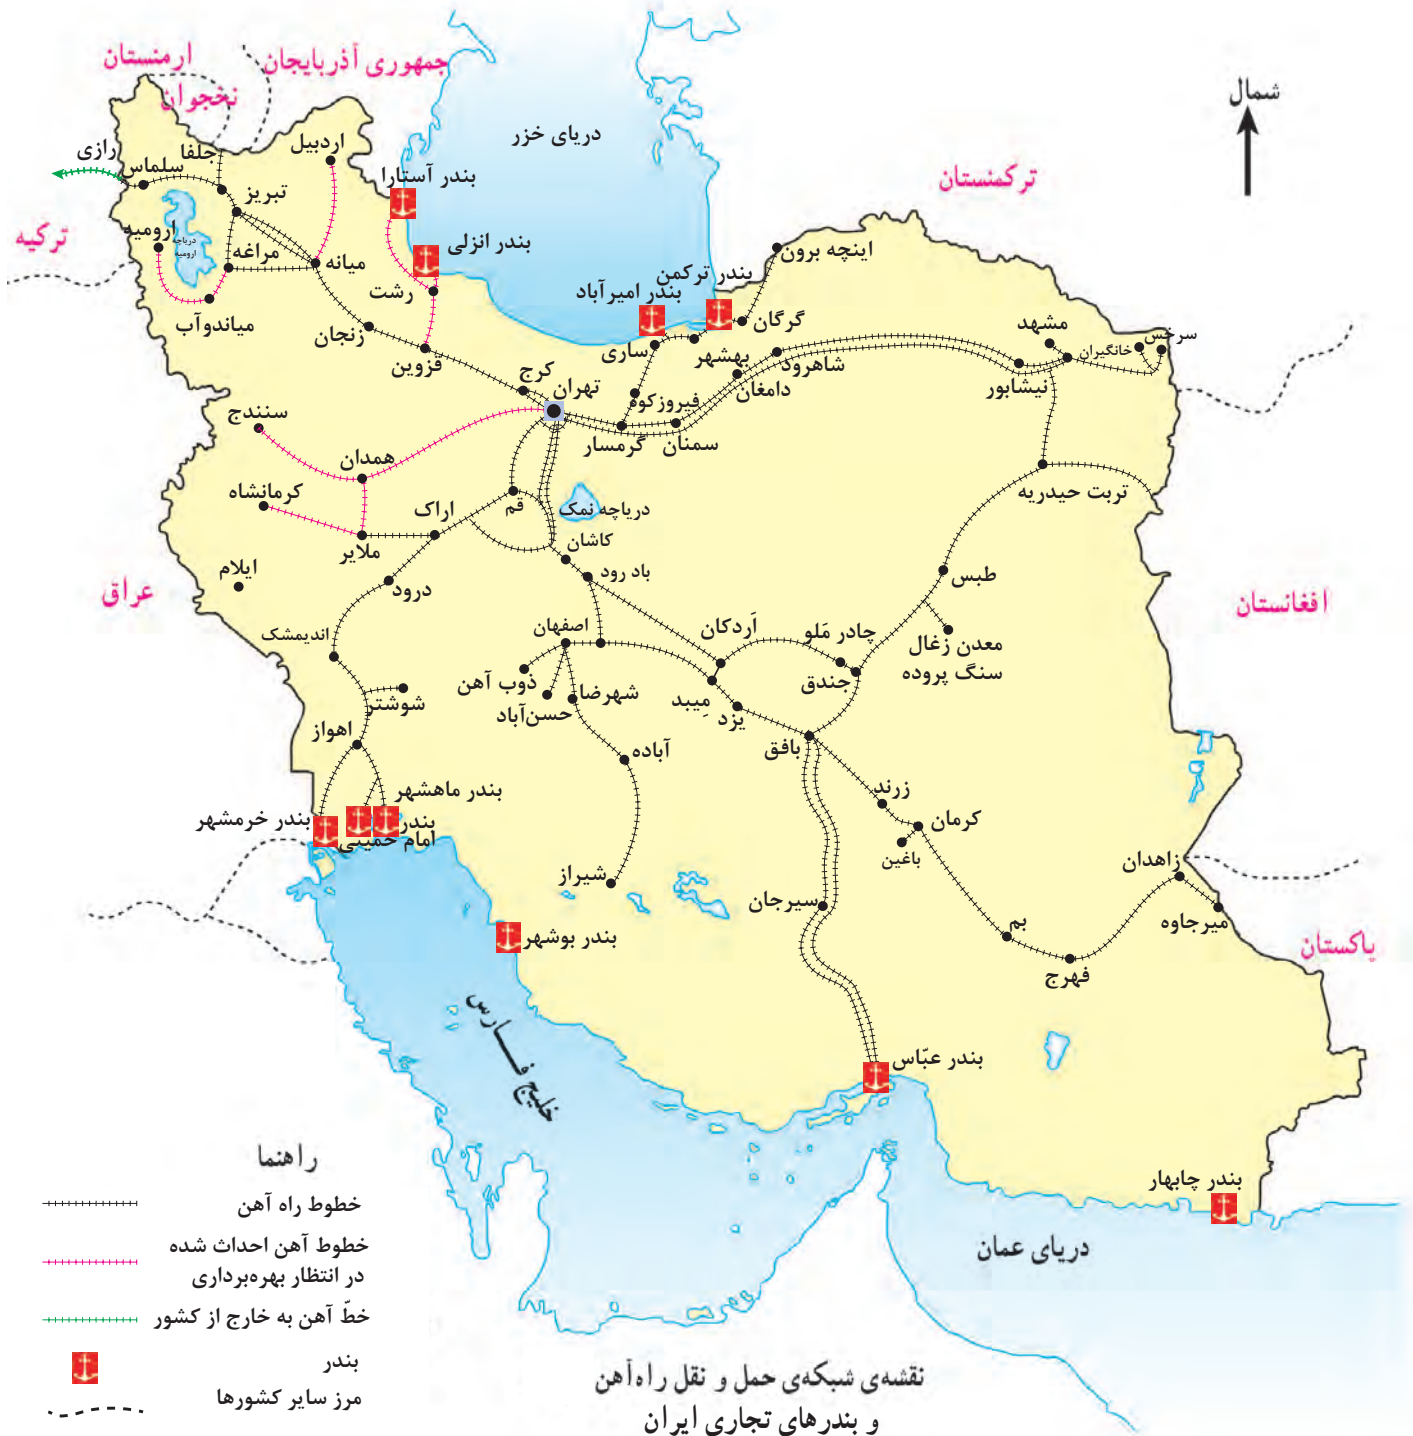 شمال
ارمنستان
جمهوری آذربایجان
نخجوان
دریای خزر
ترکمنستان
ترکیه
رازی
سلماس
جلفا
اردبیل
تبریز
بندر آستارا
ارومیه
دریاچه
ارومیه
مراغه
میانه
بندر انزلی
رشت
میاندوآب
زنجان
قزوین
اینچه برون
بندر ترکمن
بندر امیرآباد
گرگان
ساری
بهشهر
شاهرود
دامغان
مشهد
سرخس
خانگیران
نیشابور
کرج
تهران
فیروزکوه
گرمسار
سمنان
سنندج
همدان
کرمانشاه
ملایر
اراک
قم
دریاچه نمک
کاشان
تربت حیدریه
ایلام
عراق
درود
باد رود
طبس
افغانستان
اندیمشک
اصفهان
اَردکان
چادر مَلو
معدن زغال
سنگ پروده
ذوب آهن
حسن‌آباد
شهرضا
مِیبد
یزد
جندق
شوشتر
اهواز
آباده
بافق
بندر ماهشهر
بندر خرمشهر
بندر
امام خمینی
زرند
کرمان
باغین
شیراز
سیرجان
زاهدان
میرجاوه
بم
فهرج
پاکستان
بندر بوشهر
خلیج فـــارس
بندر عبّاس
بندر چابهار
دریای عمان
راهنما
خطوط راه آهن
خطوط آهن احداث شده
در انتظار بهره‌برداری
خطّ آهن به خارج از کشور
بندر
مرز سایر کشورها
نقشه‌ی شبکه‌ی حمل و نقل راه‌آهن
و بندرهای تجاری ایران